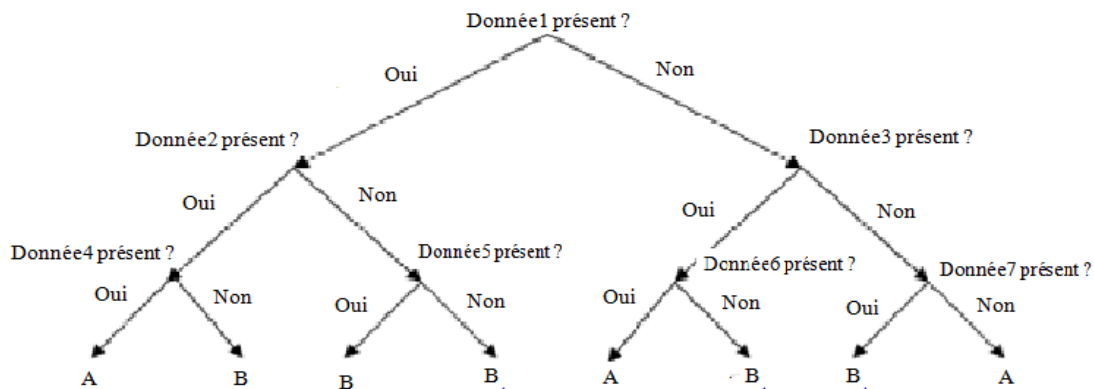 Donnée1 présent ?
Oui
Non
Donnée2 présent ?
Donnée3 présent ?
Oui
Non
Oui
Non
Donnée4 présent ?
Donnée5 présent ?
Donnée6 présent ?
Donnée7 présent ?
Oui
Non
Oui
Non
Oui
Non
Oui
Non
A
B
B
B
A
B
B
A